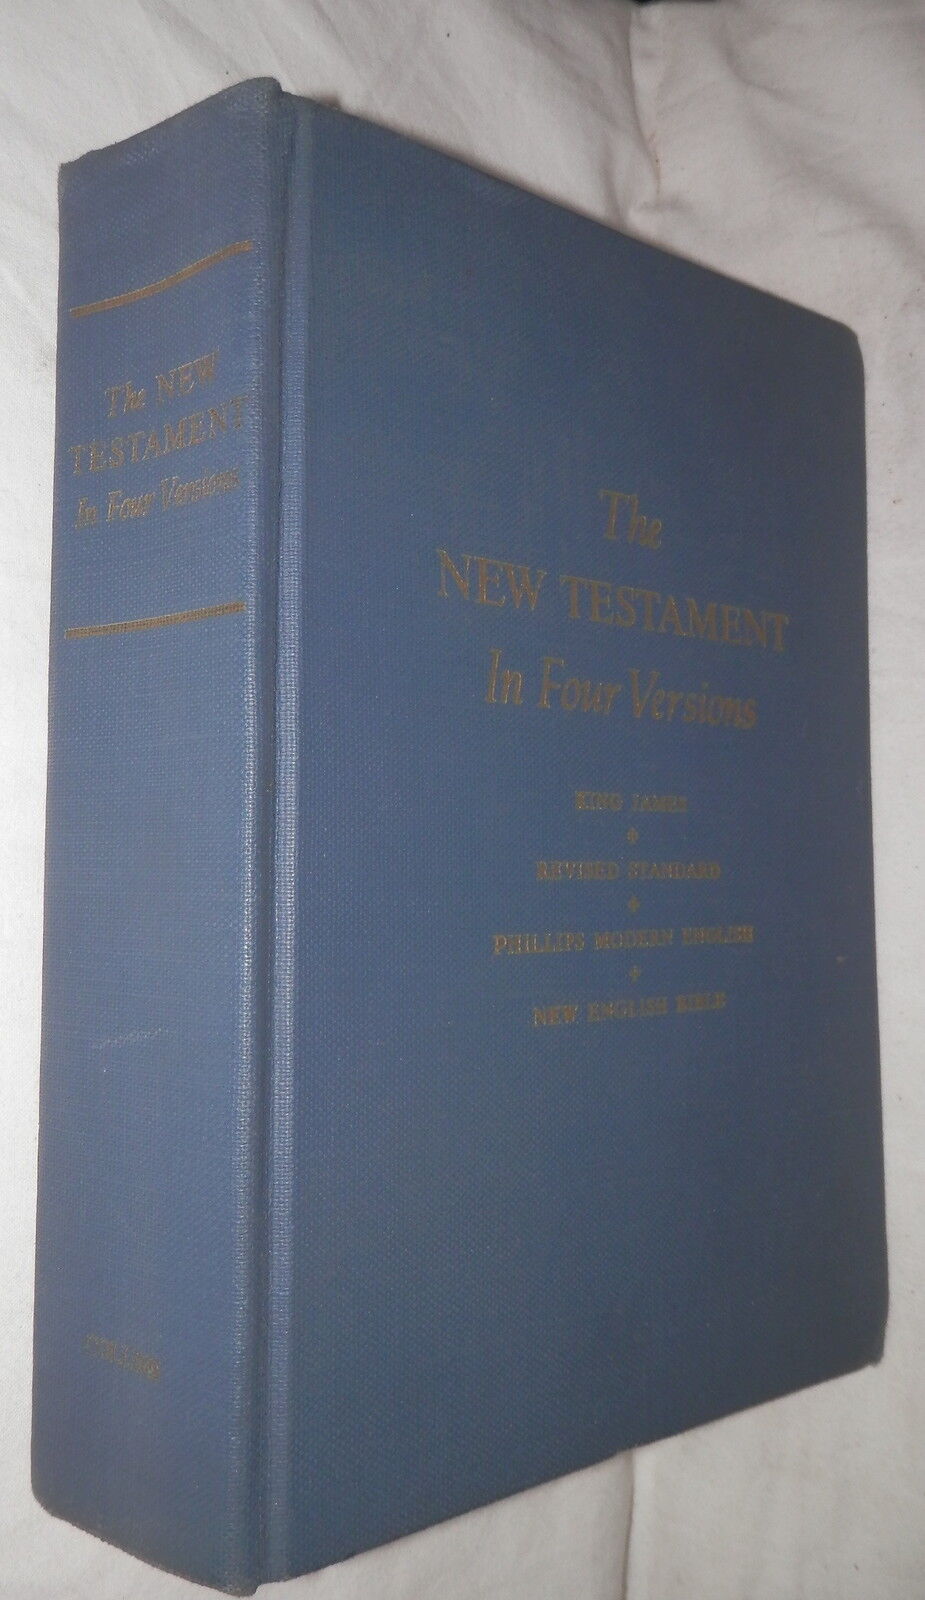 The NEW
TESTAMENT
In Four Versions
The
NEW TESTAMENT
In Four Versions
KING JAMES
REVISED STANDARD
PHILLIPS MODERN ENGLISH
NEW ENGLISH BIBLE